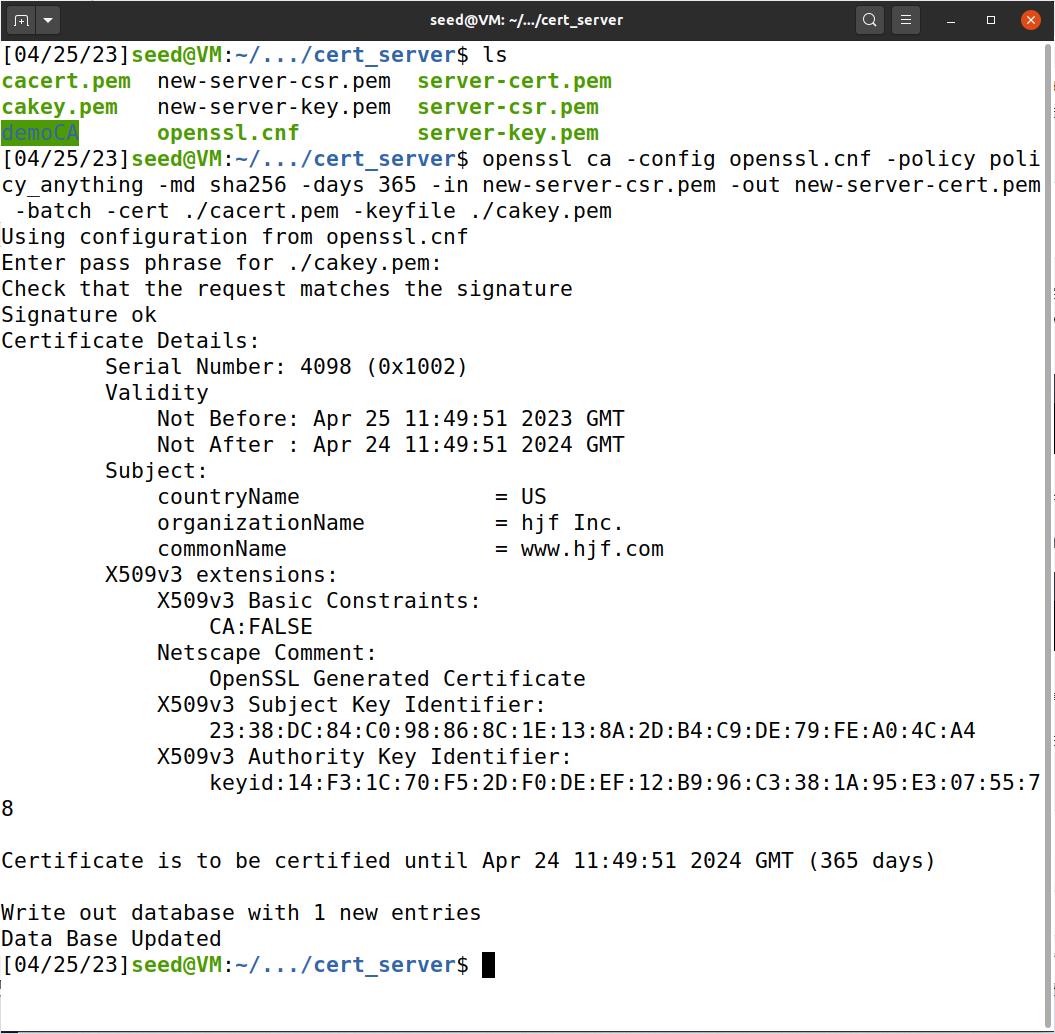 seed@VM: ~/.../cert_server
[04/25/23]seed@VM:~/.../cert_server$ ls
cacert.pem  new-server-csr.pem  server-cert.pem
cakey.pem   new-server-key.pem  server-csr.pem
demoCA      openssl.cnf         server-key.pem
[04/25/23]seed@VM:~/.../cert_server$ openssl ca -config openssl.cnf -policy poli
cy_anything -md sha256 -days 365 -in new-server-csr.pem -out new-server-cert.pem
 -batch -cert ./cacert.pem -keyfile ./cakey.pem
Using configuration from openssl.cnf
Enter pass phrase for ./cakey.pem:
Check that the request matches the signature
Signature ok
Certificate Details:
        Serial Number: 4098 (0x1002)
        Validity
            Not Before: Apr 25 11:49:51 2023 GMT
            Not After : Apr 24 11:49:51 2024 GMT
        Subject:
            countryName               = US
            organizationName          = hjf Inc.
            commonName                = www.hjf.com
        X509v3 extensions:
            X509v3 Basic Constraints:
                CA:FALSE
            Netscape Comment:
                OpenSSL Generated Certificate
            X509v3 Subject Key Identifier:
                23:38:DC:84:C0:98:86:8C:1E:13:8A:2D:B4:C9:DE:79:FE:A0:4C:A4
            X509v3 Authority Key Identifier:
                keyid:14:F3:1C:70:F5:2D:F0:DE:EF:12:B9:96:C3:38:1A:95:E3:07:55:7
8
Certificate is to be certified until Apr 24 11:49:51 2024 GMT (365 days)
Write out database with 1 new entries
Data Base Updated
[04/25/23]seed@VM:~/.../cert_server$